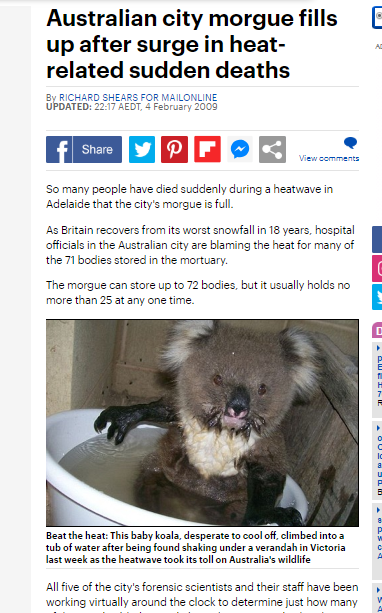 Australian city morgue fills
up after surge in heat-
related sudden deaths
By RICHARD SHEARS FOR MAILONLINE
UPDATED: 22:17 AEDT, 4 February 2009
Share
View comments
So many people have died suddenly during a heatwave in
Adelaide that the city's morgue is full.
As Britain recovers from its worst snowfall in 18 years, hospital
officials in the Australian city are blaming the heat for many of
the 71 bodies stored in the mortuary.
The morgue can store up to 72 bodies, but it usually holds no
more than 25 at any one time.
Beat the heat: This baby koala, desperate to cool off, climbed into a
tub of water after being found shaking under a verandah in Victoria
last week as the heatwave took its toll on Australia's wildlife
All five of the city's forensic scientists and their staff have been
working virtually around the clock to determine just how many